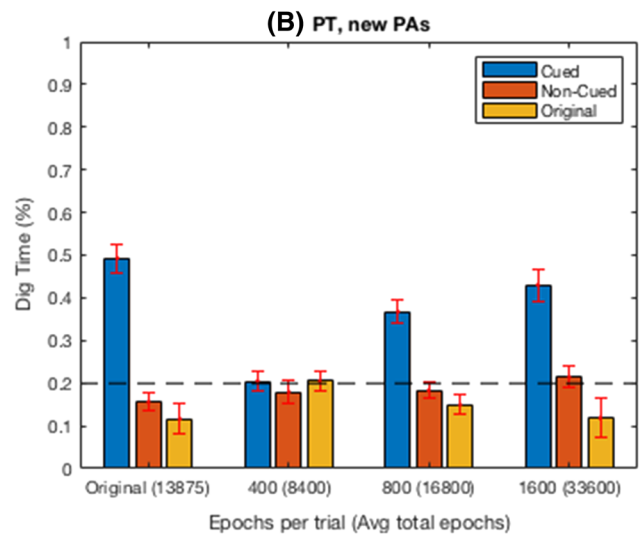 (B) PT, new PAs
1
0.9
0.8
0.7
0.6
0.5
0.4
0.3
0.2
0.1
0
Dig Time (%)
Cued
Non-Cued
Original
Original (13875) 400 (8400) 800 (16800) 1600 (33600)
Epochs per trial (Avg total epochs)